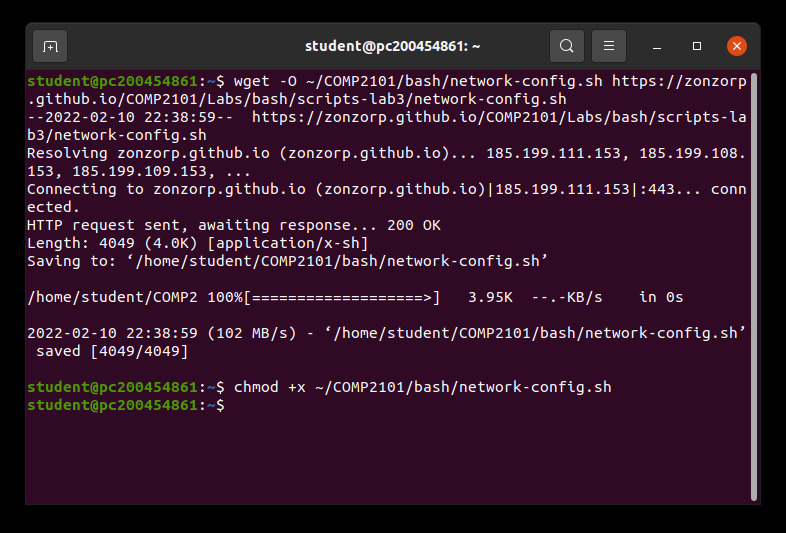 student@pc200454861: ~
student@pc200454861:~$ wget -O ~/COMP2101/bash/network-config.sh https://zonzorp
.github.io/COMP2101/Labs/bash/scripts-lab3/network-config.sh
--2022-02-10 22:38:59--  https://zonzorp.github.io/COMP2101/Labs/bash/scripts-la
b3/network-config.sh
Resolving zonzorp.github.io (zonzorp.github.io)... 185.199.111.153, 185.199.108.
153, 185.199.109.153, ...
Connecting to zonzorp.github.io (zonzorp.github.io)|185.199.111.153|:443... conn
ected.
HTTP request sent, awaiting response... 200 OK
Length: 4049 (4.0K) [application/x-sh]
Saving to: ‘/home/student/COMP2101/bash/network-config.sh’
/home/student/COMP2 100%[===================>]   3.95K  --.-KB/s    in 0s
2022-02-10 22:38:59 (102 MB/s) - ‘/home/student/COMP2101/bash/network-config.sh’
 saved [4049/4049]
student@pc200454861:~$ chmod +x ~/COMP2101/bash/network-config.sh
student@pc200454861:~$